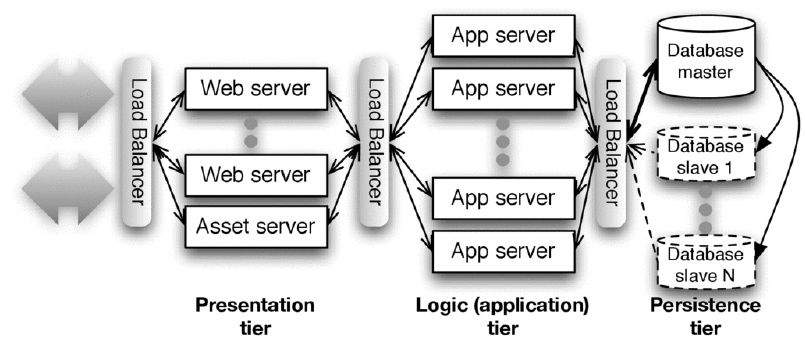 Load Balancer
Web server
Web server
Asset server
Presentation
tier
Load Balancer
App server
App server
App server
App server
Logic (application)
tier
Load Balancer
Database
master
Database
slave 1
Database
slave N
Persistence
tier